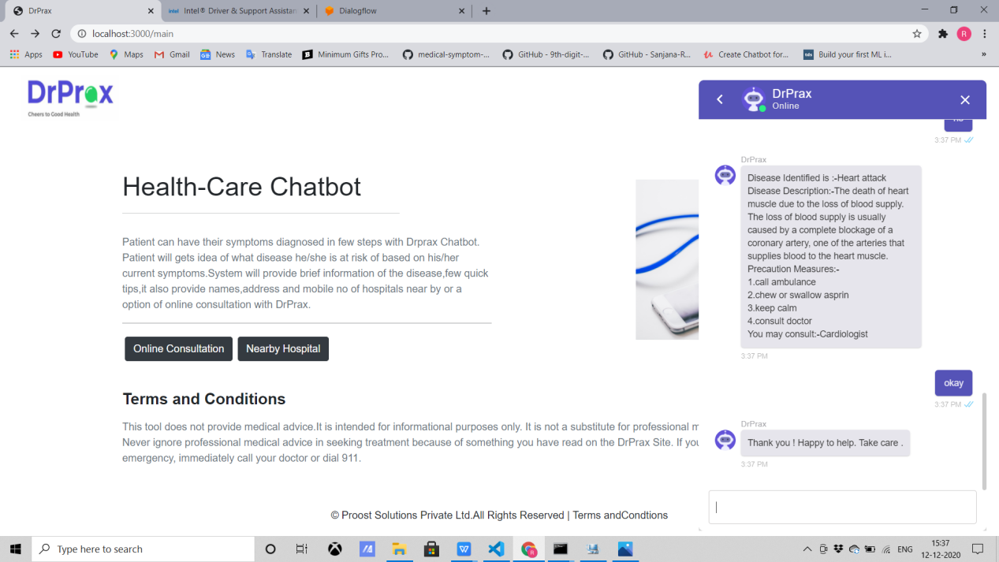 DrPrax
Intel® Driver & Support Assistan
Dialogflow
localhost:3000/main
R
Apps
YouTube
Maps
Gmail
News
Translate
Minimum Gifts Pro...
medical-symptom-...
GitHub - 9th-digit-...
GitHub - Sanjana-R...
Create Chatbot for...
Build your first ML i...
»
DrPrax
Cheers to Good Health
Health-Care Chatbot
Patient can have their symptoms diagnosed in few steps with Drprax Chatbot.
Patient will gets idea of what disease he/she is at risk of based on his/her
current symptoms.System will provide brief information of the disease,few quick
tips,it also provide names,address and mobile no of hospitals near by or a
option of online consultation with DrPrax.
Online Consultation
Nearby Hospital
Terms and Conditions
This tool does not provide medical advice.It is intended for informational purposes only. It is not a substitute for professional m
Never ignore professional medical advice in seeking treatment because of something you have read on the DrPrax Site. If you
emergency, immediately call your doctor or dial 911.
© Proost Solutions Private Ltd.All Rights Reserved | Terms andCondtions
DrPrax
Online
3:37 PM
DrPrax
Disease Identified is :-Heart attack
Disease Description:-The death of heart
muscle due to the loss of blood supply.
The loss of blood supply is usually
caused by a complete blockage of a
coronary artery, one of the arteries that
supplies blood to the heart muscle.
Precaution Measures:-
1.call ambulance
2.chew or swallow asprin
3.keep calm
4.consult doctor
You may consult:-Cardiologist
3:37 PM
okay
3:37 PM
DrPrax
Thank you ! Happy to help. Take care .
3:37 PM
Type here to search
ENG
15:37
12-12-2020